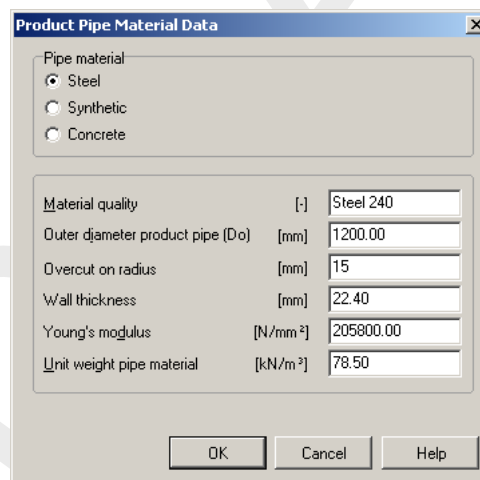 Product Pipe Material Data
Pipe material
Steel
Synthetic
Concrete
Material quality [-] Steel 240
Outer diameter product pipe (Do) [mm] 1200.00
Overcut on radius [mm] 15
Wall thickness [mm] 22.40
Young's modulus [N/mm²] 205800.00
Unit weight pipe material [kN/m³] 78.50
OK Cancel Help